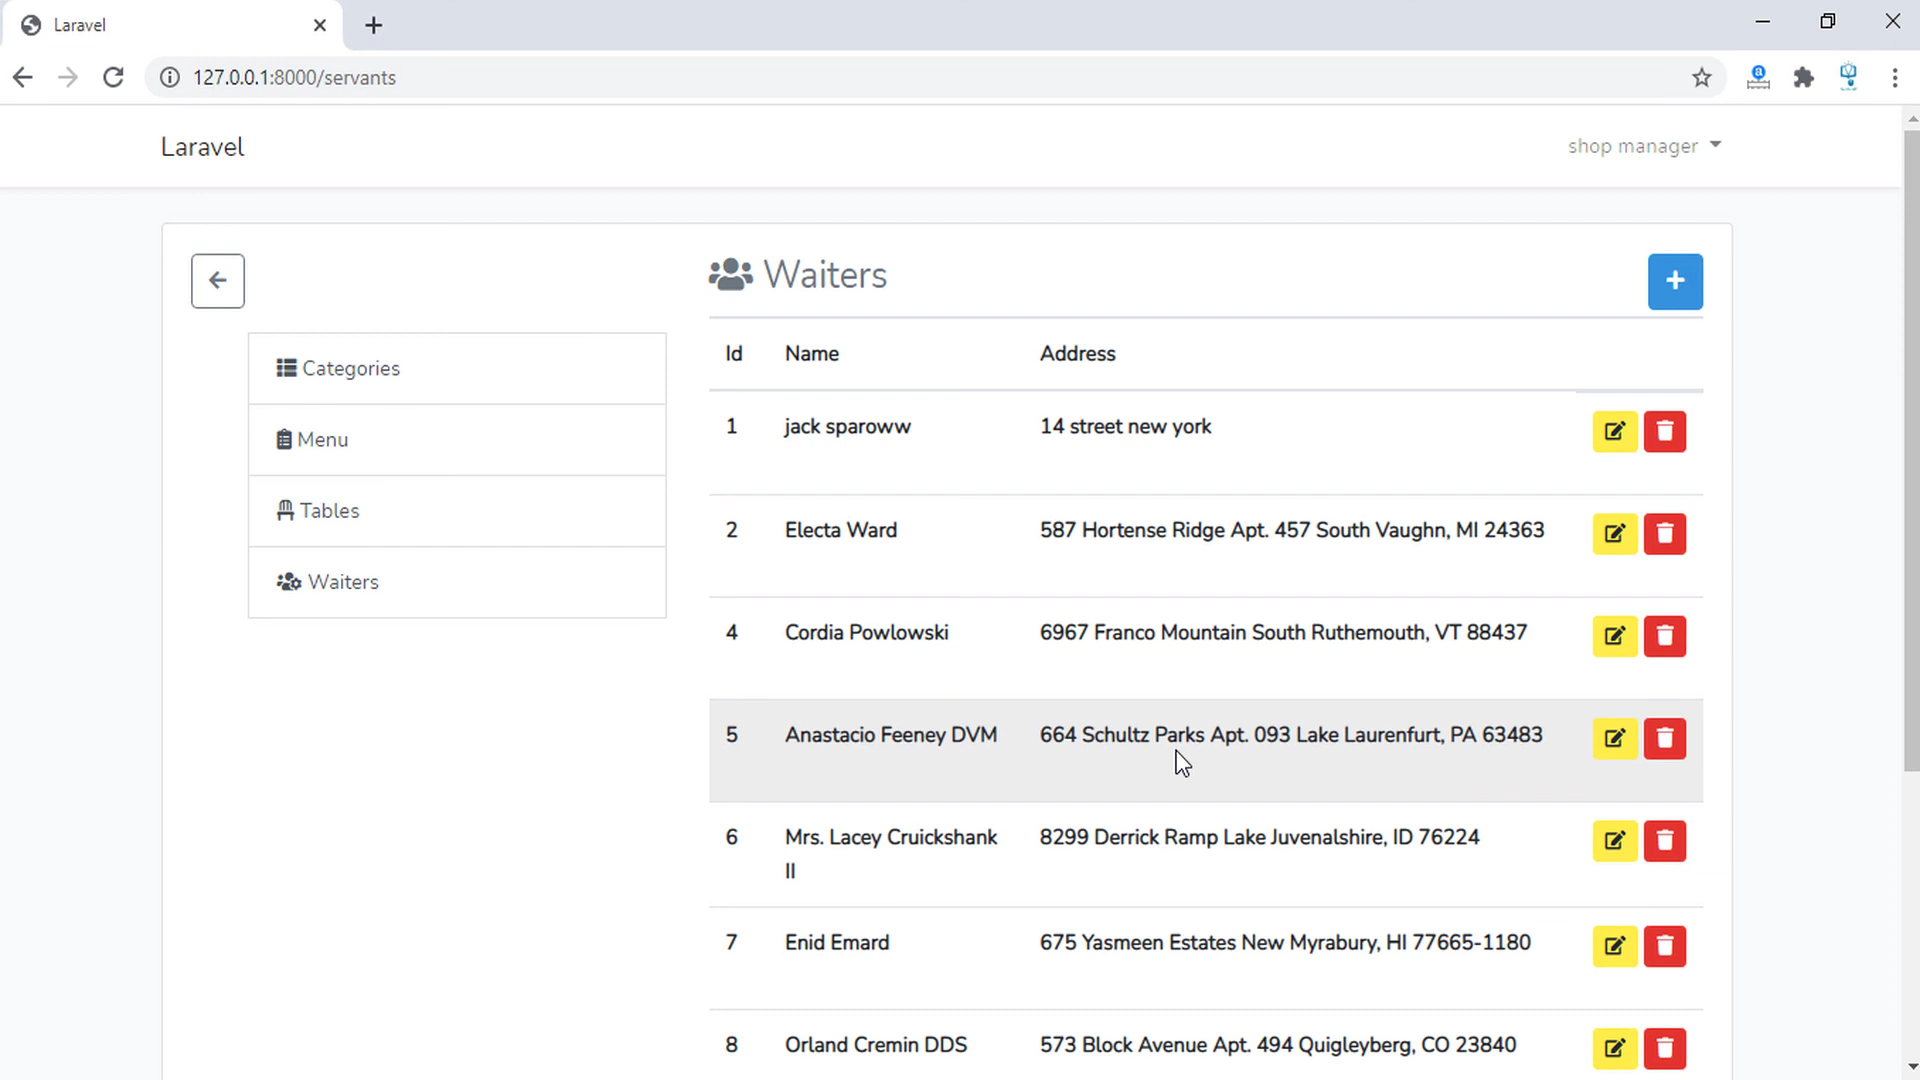 Laravel
127.0.0.1:8000/servants
Laravel
shop manager
Waiters
Categories
Menu
Tables
Waiters
Id Name Address
1 jack sparoww 14 street new york
2 Electa Ward 587 Hortense Ridge Apt. 457 South Vaughn, MI 24363
4 Cordia Powlowski 6967 Franco Mountain South Ruthemouth, VT 88437
5 Anastacio Feeney DVM 664 Schultz Parks Apt. 093 Lake Laurenfurt, PA 63483
6 Mrs. Lacey Cruickshank 8299 Derrick Ramp Lake Juvenalshire, ID 76224
II
7 Enid Emard 675 Yasmeen Estates New Myrabury, HI 77665-1180
8 Orland Cremin DDS 573 Block Avenue Apt. 494 Quigleyberg, CO 23840